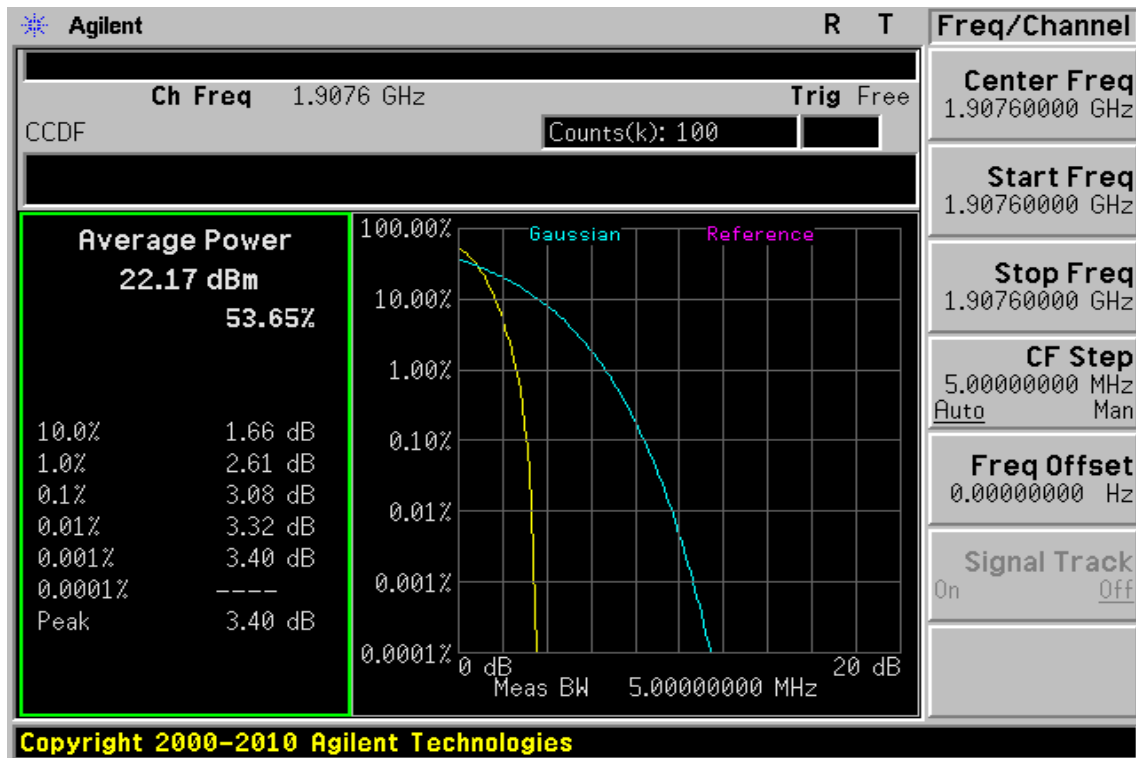 Agilent R T
Ch Freq 1.9076 GHz Trig Free
CCDF Counts(k): 100
Average Power
22.17 dBm
53.65%
10.0% 1.66 dB
1.0% 2.61 dB
0.1% 3.08 dB
0.01% 3.32 dB
0.001% 3.40 dB
0.0001% ----
Peak 3.40 dB
Gaussian Reference
100.00%
10.00%
1.00%
0.10%
0.01%
0.001%
0.0001%
0 dB 20 dB
Meas BW 5.00000000 MHz
Freq/Channel
Center Freq
1.90760000 GHz
Start Freq
1.90760000 GHz
Stop Freq
1.90760000 GHz
CF Step
5.00000000 MHz
Auto Man
Freq Offset
0.00000000 Hz
Signal Track
On Off
Copyright 2000-2010 Agilent Technologies